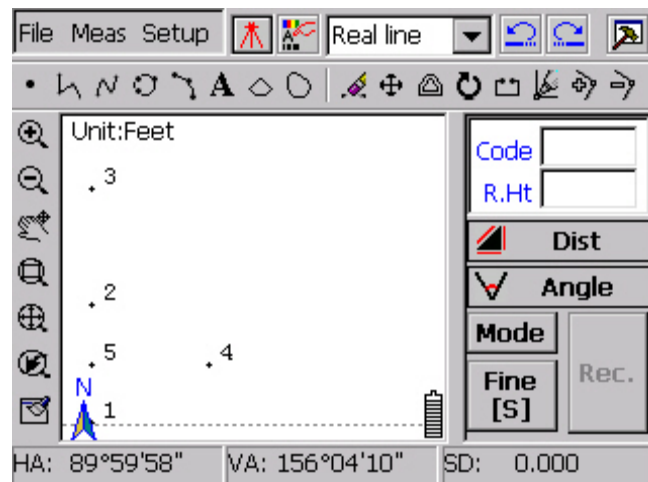 File Meas Setup Real line
A
Unit:Feet
3
2
5
4
N
1
Code
R.Ht
Dist
Angle
Mode
Fine
[S]
Rec.
HA: 89°59'58" VA: 156°04'10" SD: 0.000